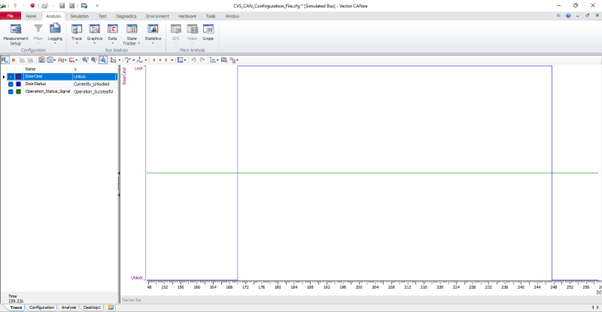 CVS_CAN_Configuration_File.cfg * [Simulated Bus] - Vector CANoe
File Home Analysis Simulation Test Diagnostics Environment Hardware Tools Window
Measurement Setup Filter Logging Trace Graphics Data State Tracker Statistics GPS Video Scope
Configuration Bus Analysis More Analysis
Name y
DoorCmd Unlock
DoorStatus Currently_Unlocked
Operation_Status_Signal Operation_Successful
DoorCmd
Lock
Unlock
48 152 156 160 164 168 172 176 180 184 188 192 196 200 204 208 212 216 220 224 228 232 236 240 244 248 252 256
Marker Bar
Time
Trace Configuration Analysis Desktop1